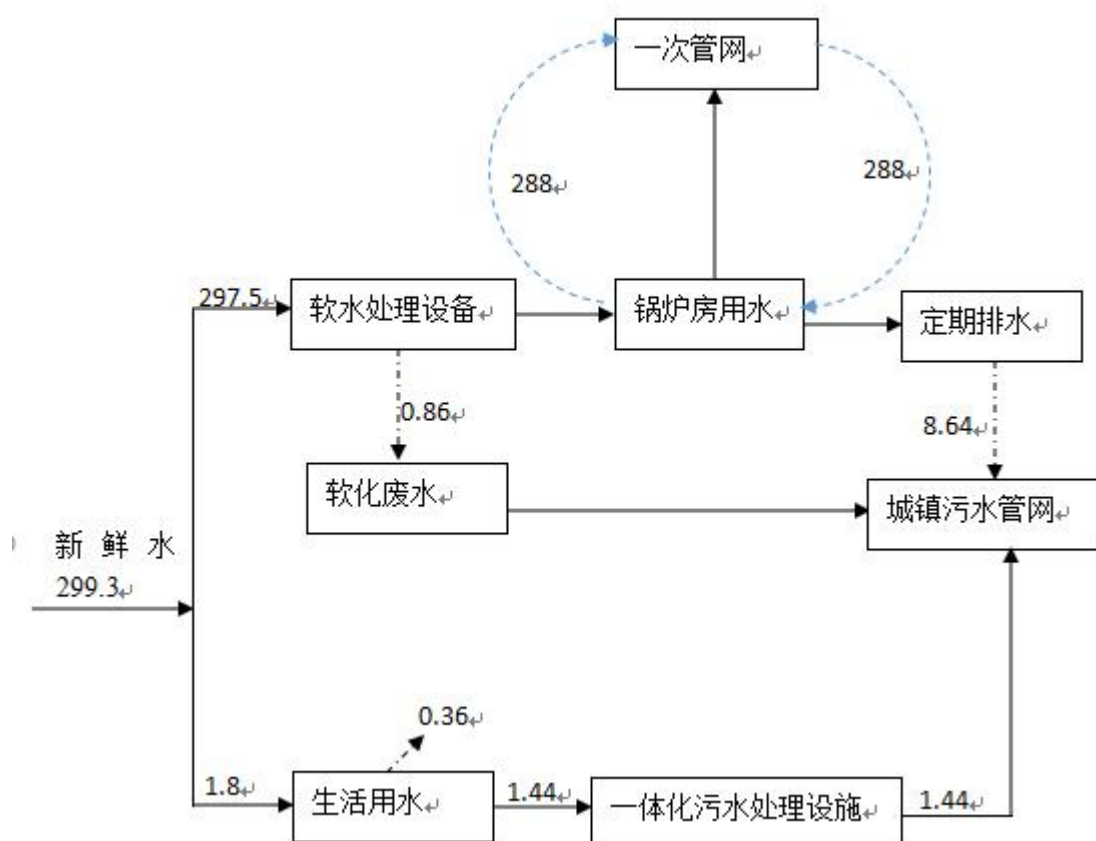 一次管网
288
288
297.5
软水处理设备
锅炉房用水
定期排水
0.86
8.64
软化废水
城镇污水管网
新 鲜 水
299.3
0.36
1.8
生活用水
1.44
一体化污水处理设施
1.44